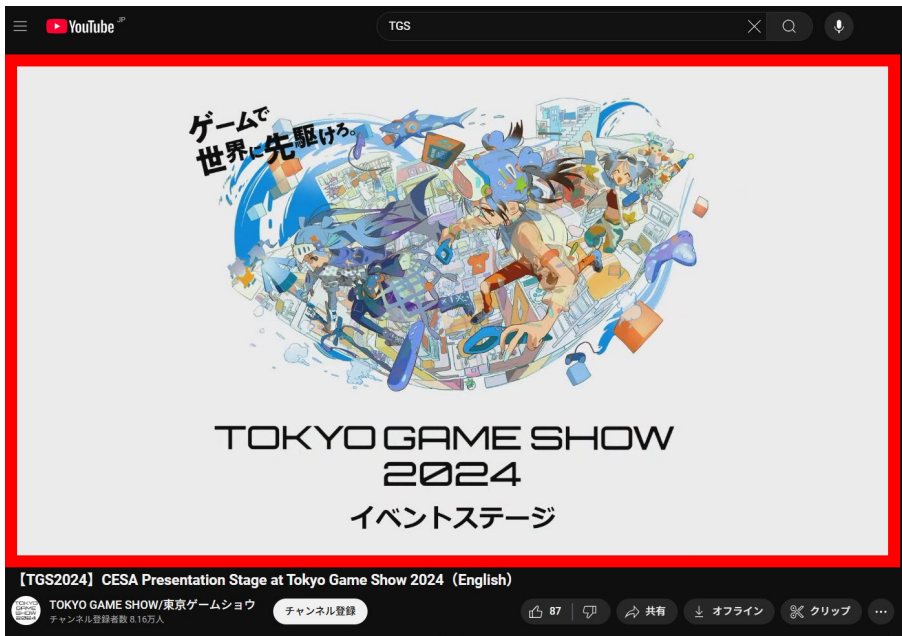 YouTube JP
TGS
ゲームで
世界に先駆けろ。
TOKYO GAME SHOW
2024
イベントステージ
【TGS2024】CESA Presentation Stage at Tokyo Game Show 2024（English）
TOKYO GAME SHOW
TOKYO GAME SHOW/東京ゲームショウ
チャンネル登録者数 8.16万人
チャンネル登録
87
共有
オフライン
クリップ